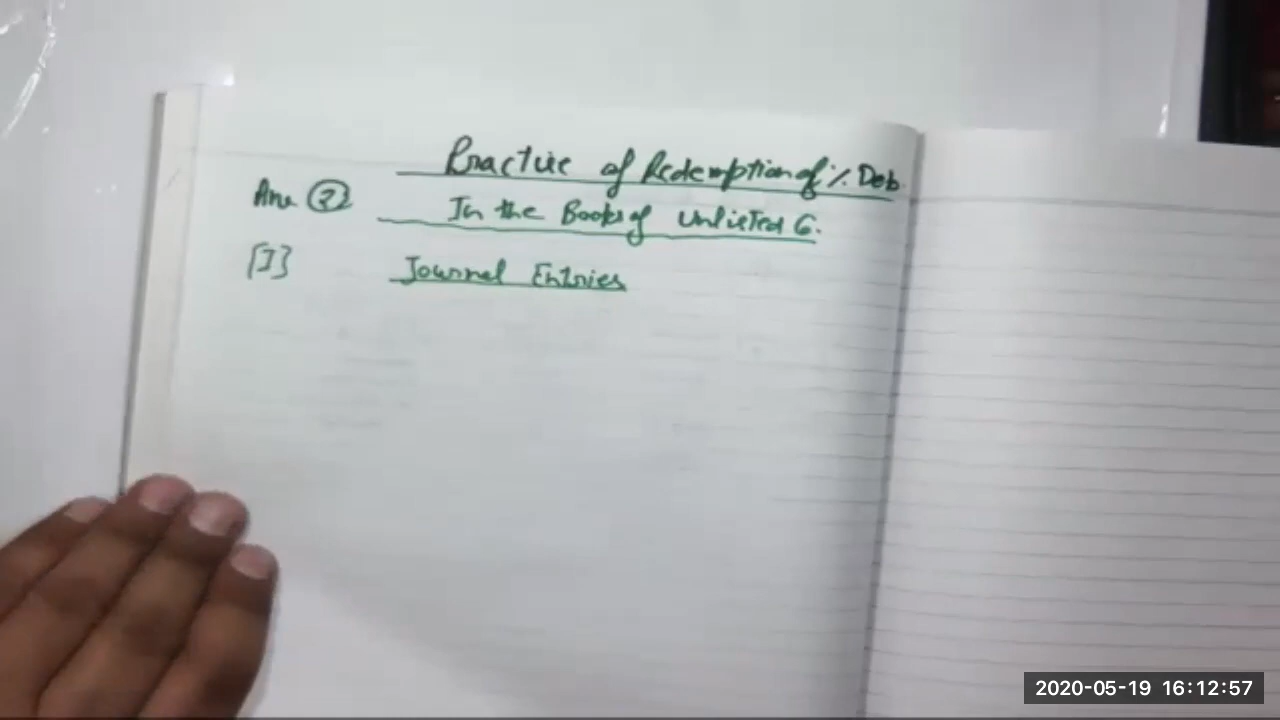 Practice of Redemption of % Deb.
Ans (2)
In the Books of Unlisted Co.
[I]
Journal Entries
2020-05-19 16:12:57